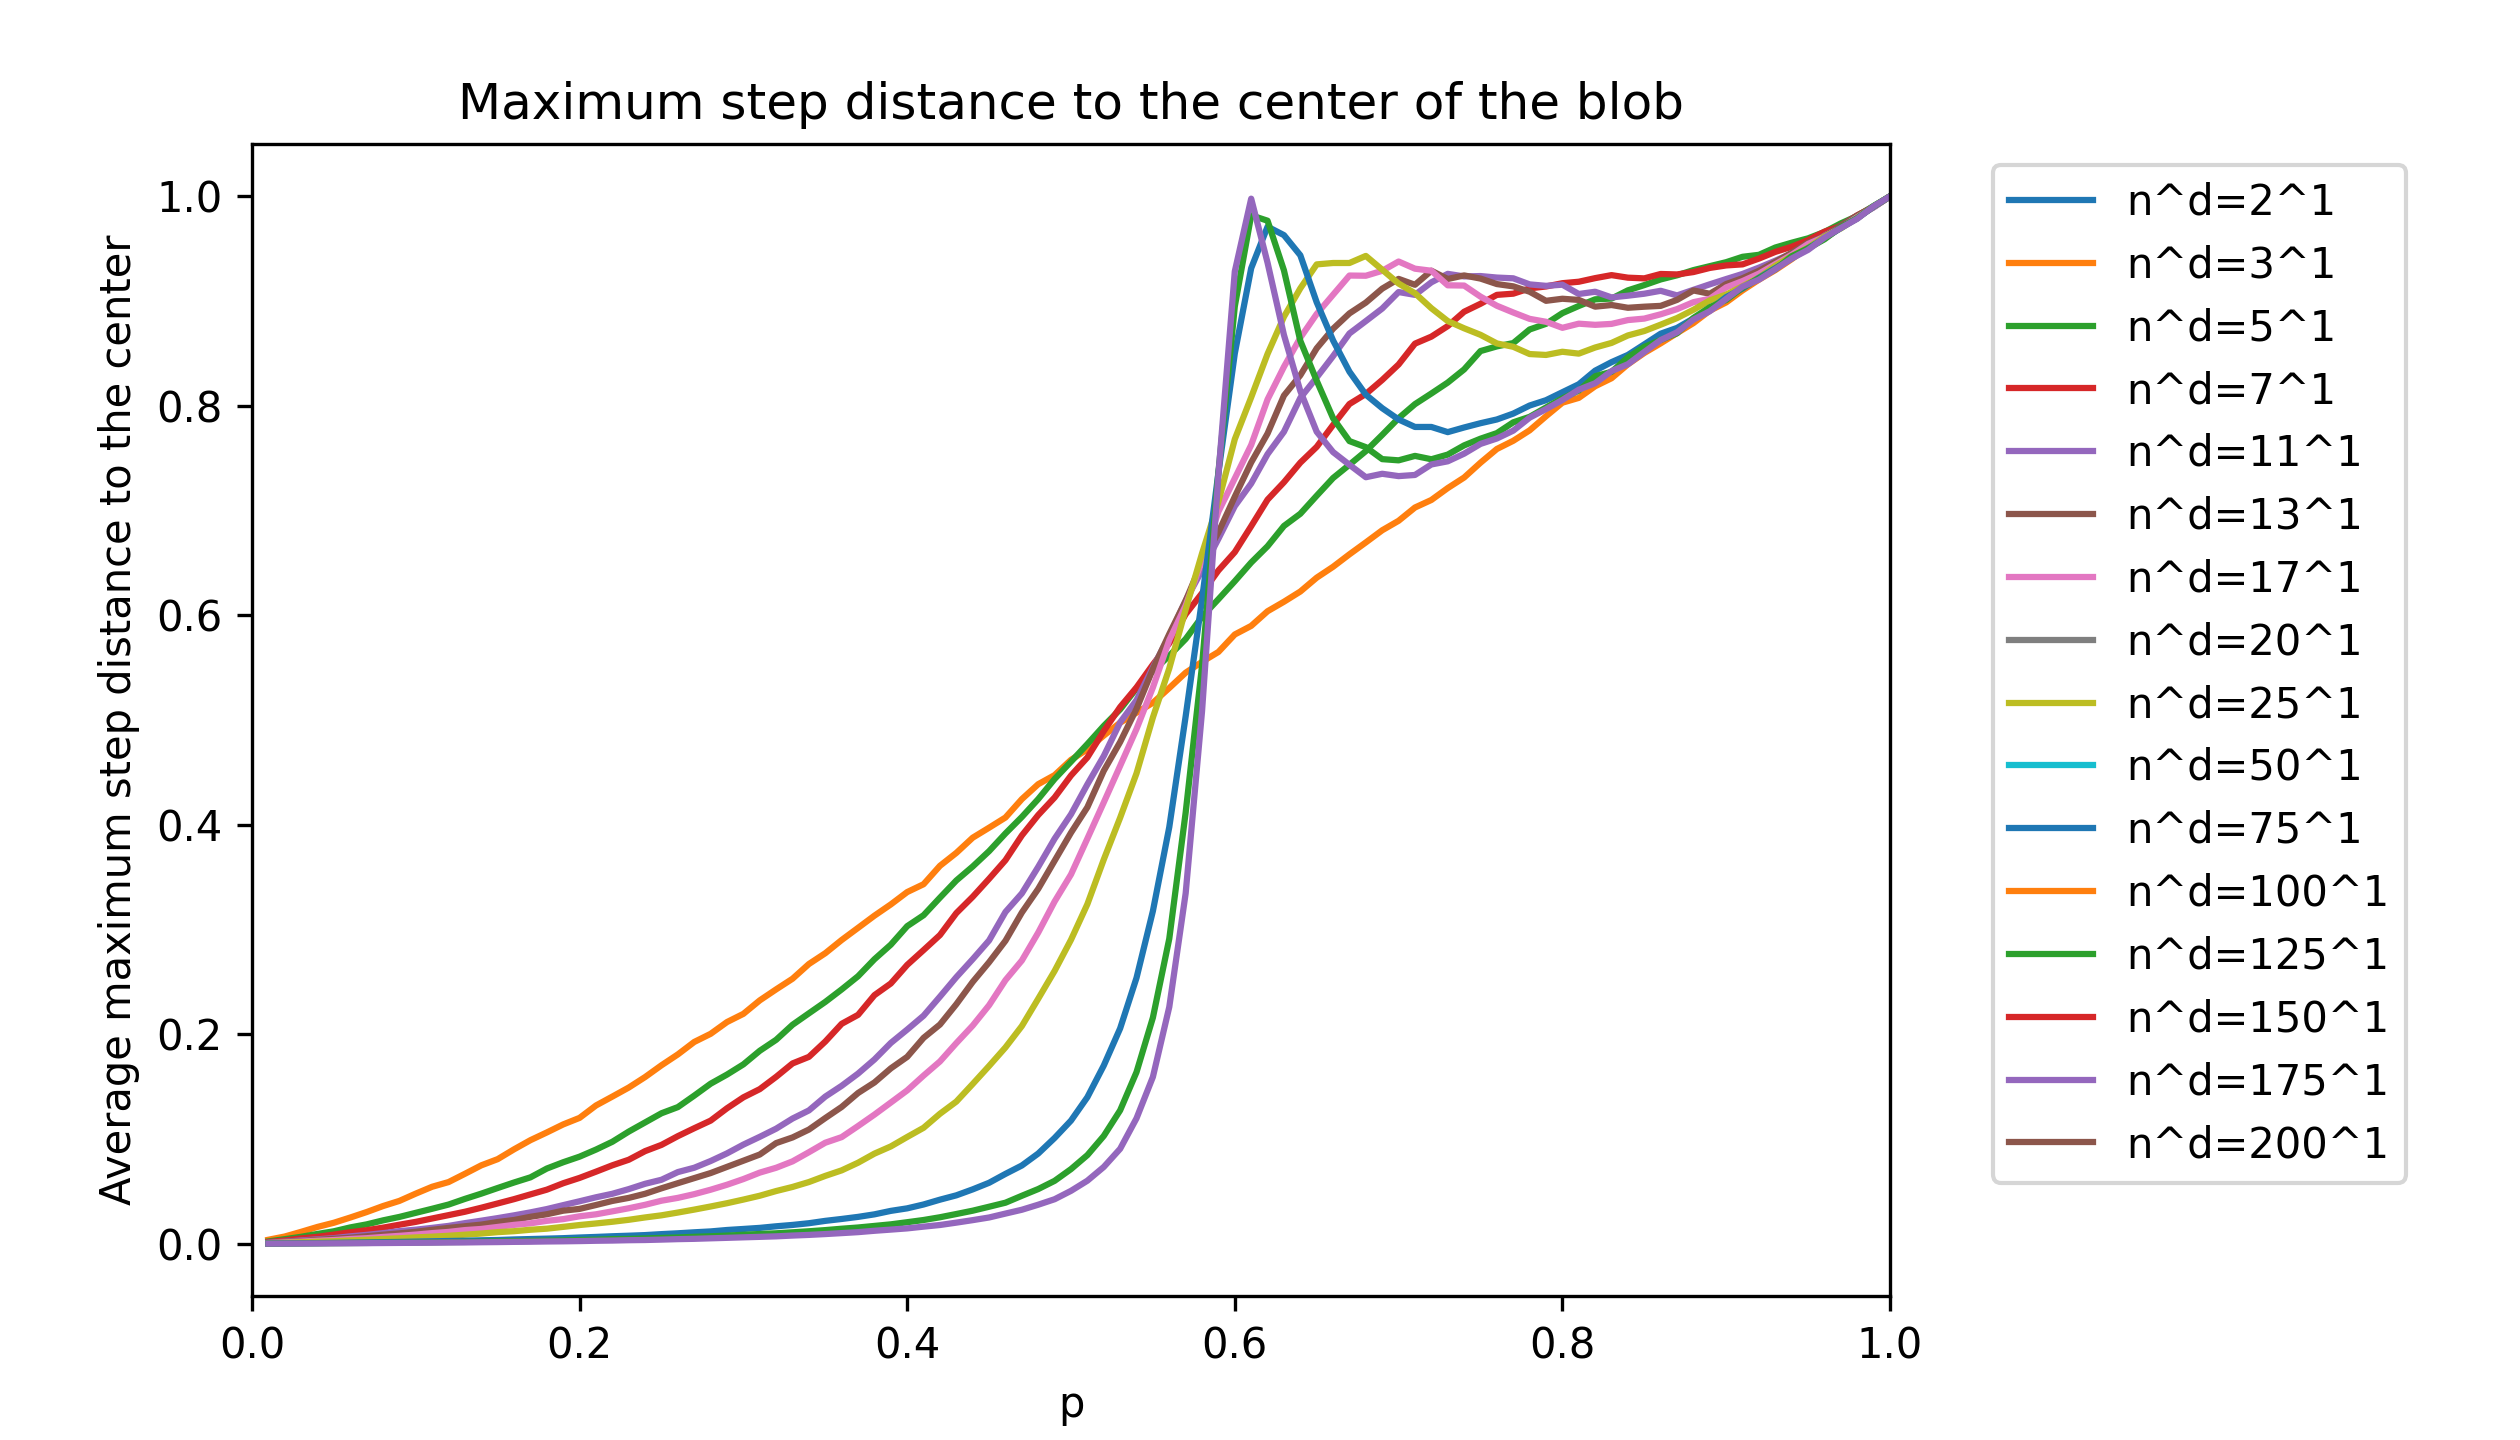 Maximum step distance to the center of the blob
Average maximum step distance to the center
1.0
0.8
0.6
0.4
0.2
0.0
0.0 0.2 0.4 0.6 0.8 1.0
p
n^d=2^1
n^d=3^1
n^d=5^1
n^d=7^1
n^d=11^1
n^d=13^1
n^d=17^1
n^d=20^1
n^d=25^1
n^d=50^1
n^d=75^1
n^d=100^1
n^d=125^1
n^d=150^1
n^d=175^1
n^d=200^1